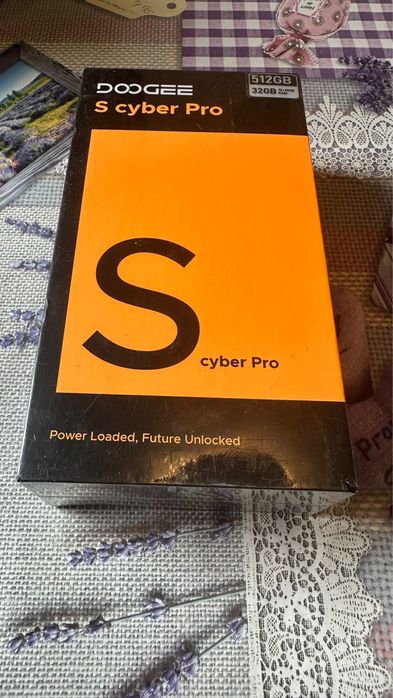 DOOGEE
S cyber Pro
512GB
32GB
S
cyber Pro
Power Loaded, Future Unlocked